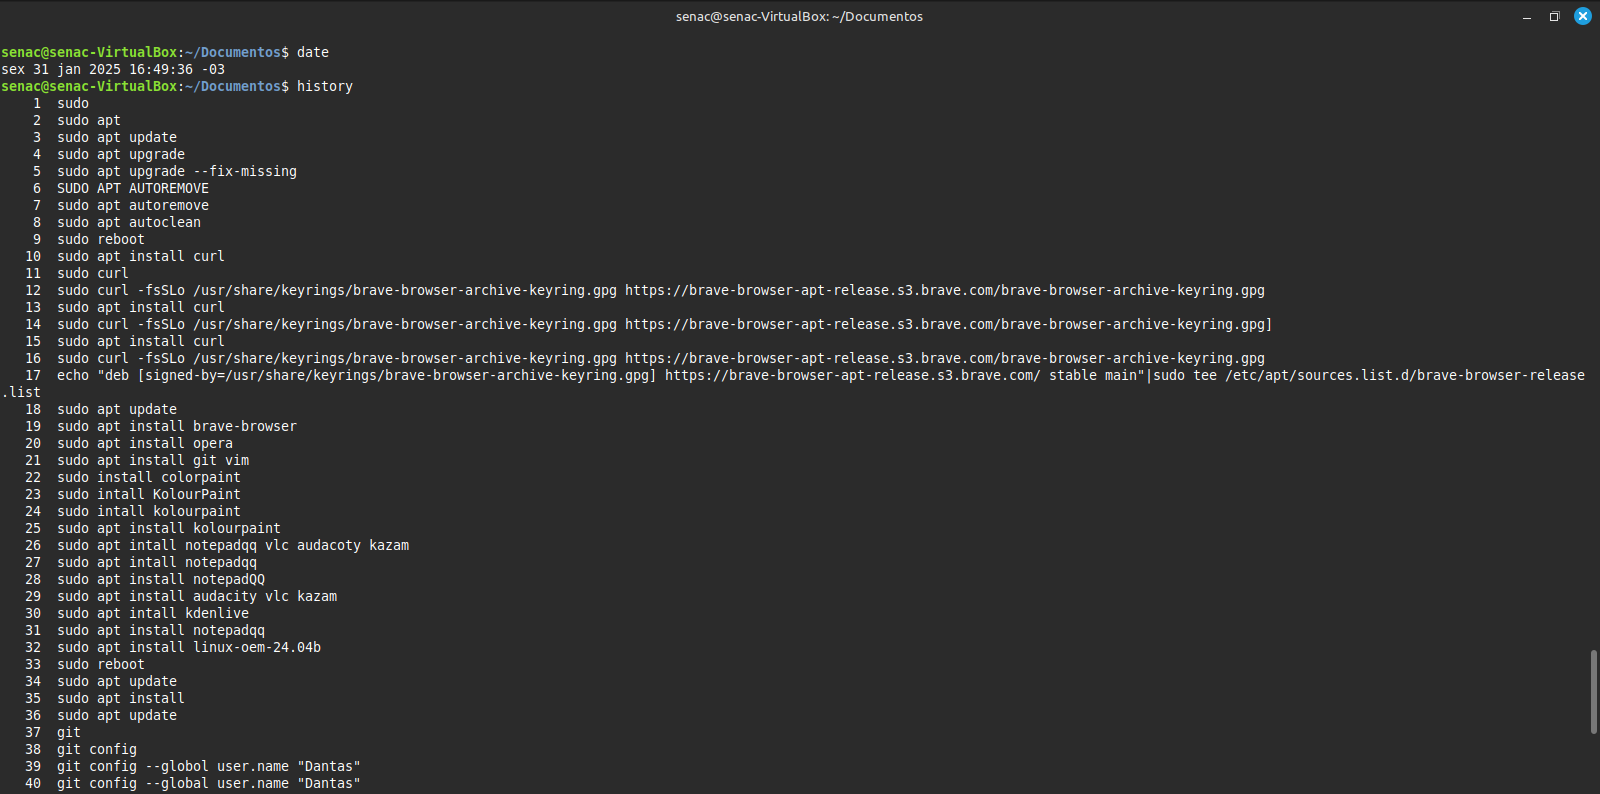 senac@senac-VirtualBox: ~/Documentos
senac@senac-VirtualBox:~/Documentos$ date
sex 31 jan 2025 16:49:36 -03
senac@senac-VirtualBox:~/Documentos$ history
1 sudo
2 sudo apt
3 sudo apt update
4 sudo apt upgrade
5 sudo apt upgrade --fix-missing
6 SUDO APT AUTOREMOVE
7 sudo apt autoremove
8 sudo apt autoclean
9 sudo reboot
10 sudo apt install curl
11 sudo curl
12 sudo curl -fsSLo /usr/share/keyrings/brave-browser-archive-keyring.gpg https://brave-browser-apt-release.s3.brave.com/brave-browser-archive-keyring.gpg
13 sudo apt install curl
14 sudo curl -fsSLo /usr/share/keyrings/brave-browser-archive-keyring.gpg https://brave-browser-apt-release.s3.brave.com/brave-browser-archive-keyring.gpg]
15 sudo apt install curl
16 sudo curl -fsSLo /usr/share/keyrings/brave-browser-archive-keyring.gpg https://brave-browser-apt-release.s3.brave.com/brave-browser-archive-keyring.gpg
17 echo "deb [signed-by=/usr/share/keyrings/brave-browser-archive-keyring.gpg] https://brave-browser-apt-release.s3.brave.com/ stable main"|sudo tee /etc/apt/sources.list.d/brave-browser-release
.list
18 sudo apt update
19 sudo apt install brave-browser
20 sudo apt install opera
21 sudo apt install git vim
22 sudo install colorpaint
23 sudo intall KolourPaint
24 sudo intall kolourpaint
25 sudo apt install kolourpaint
26 sudo apt intall notepadqq vlc audacoty kazam
27 sudo apt intall notepadqq
28 sudo apt install notepadQQ
29 sudo apt install audacity vlc kazam
30 sudo apt intall kdenlive
31 sudo apt install notepadqq
32 sudo apt install linux-oem-24.04b
33 sudo reboot
34 sudo apt update
35 sudo apt install
36 sudo apt update
37 git
38 git config
39 git config --globol user.name "Dantas"
40 git config --global user.name "Dantas"